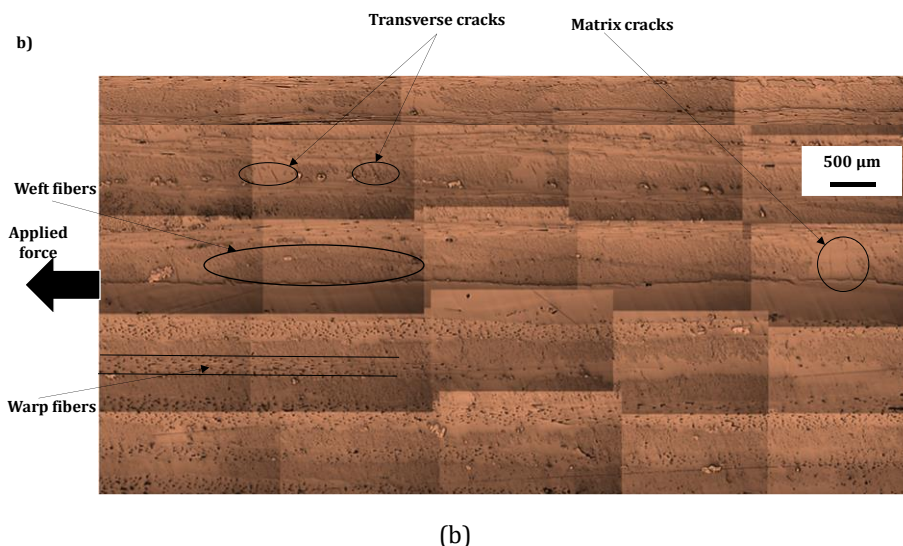 Transverse cracks
Matrix cracks
b)
500 µm
Weft fibers
Applied
force
Warp fibers
(b)